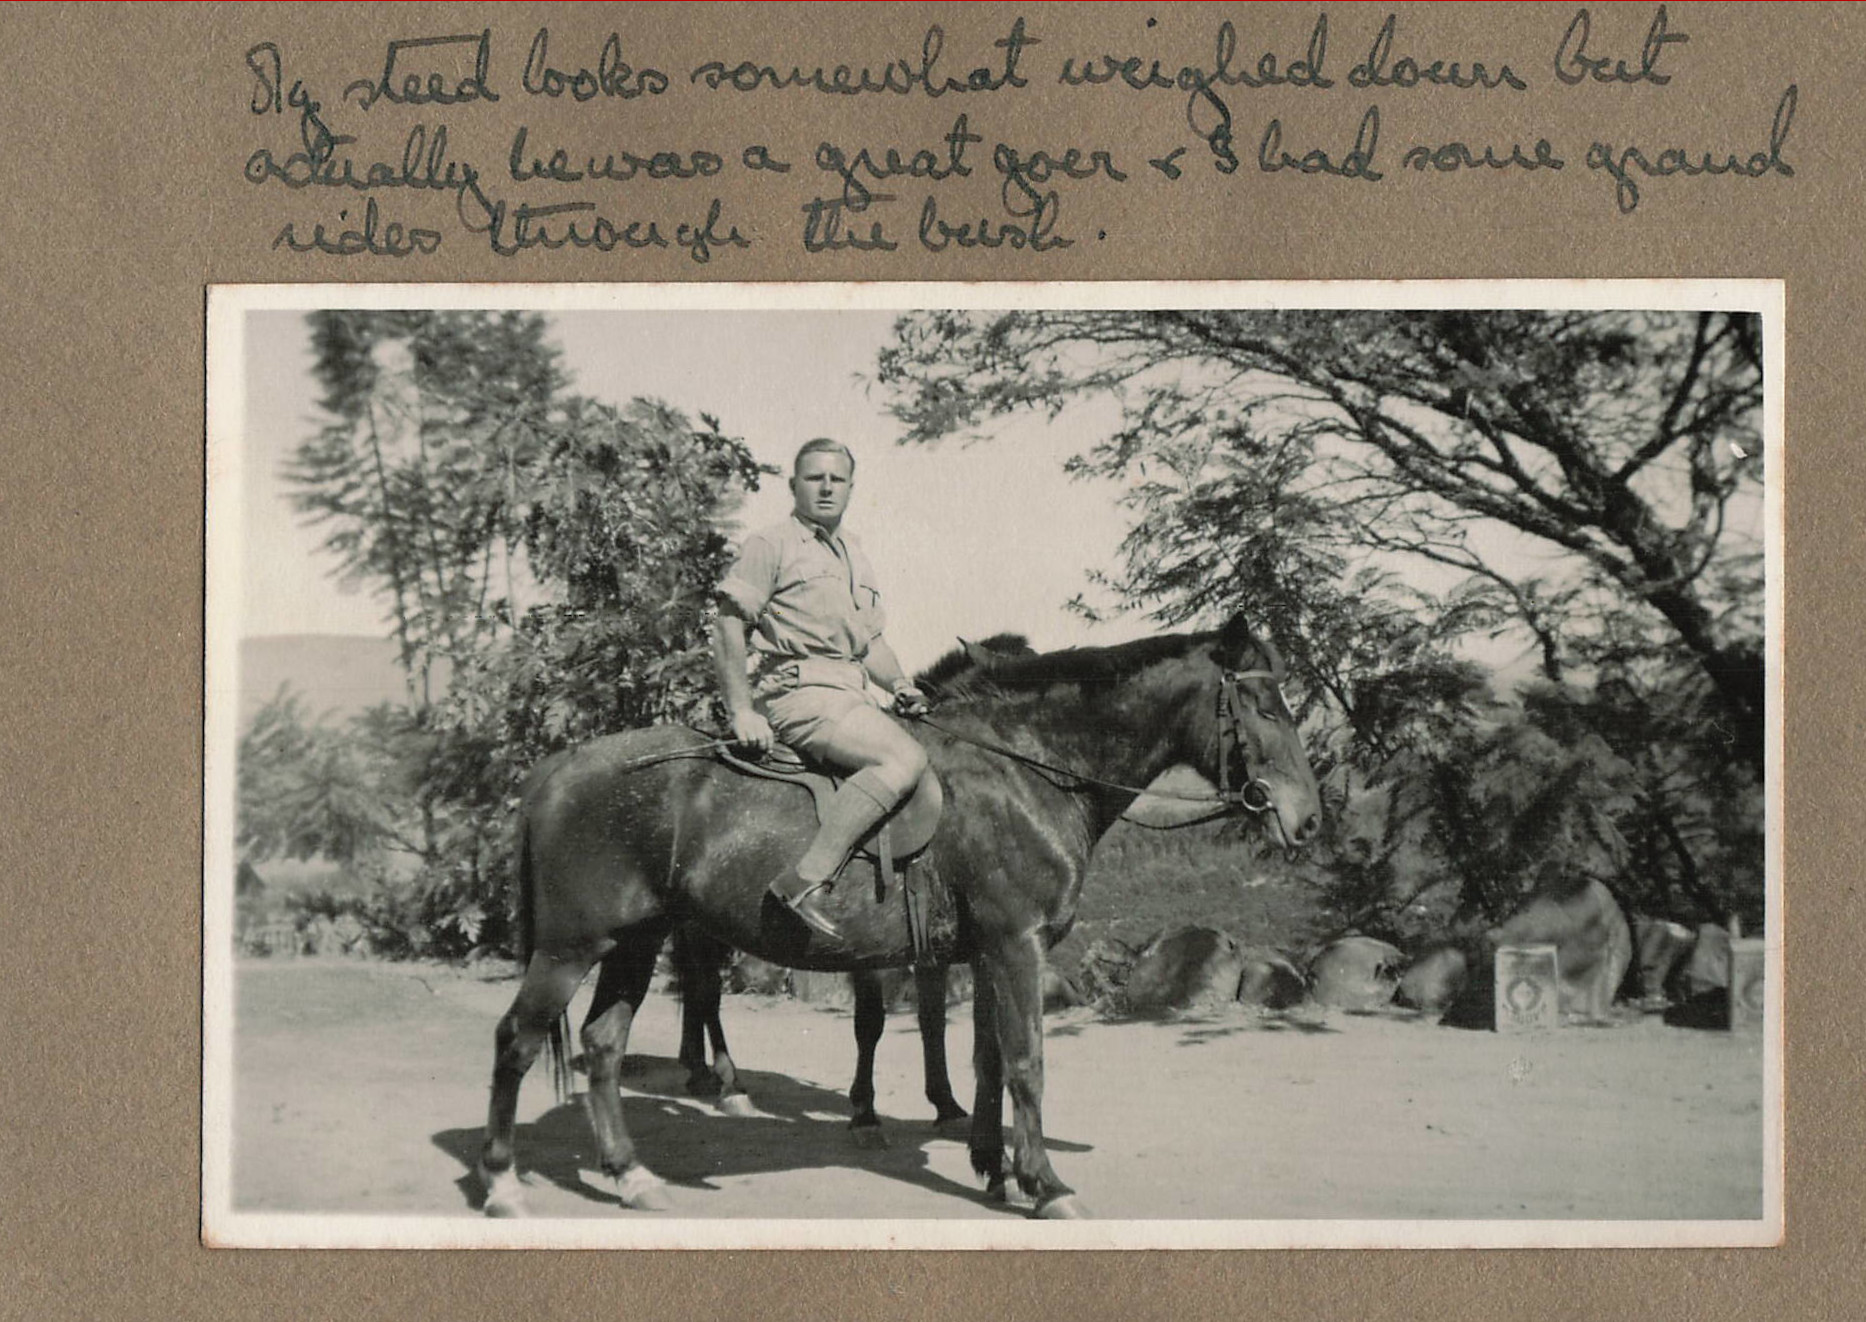 My steed looks somewhat weighed down but
actually he was a great goer & I had some grand
rides through the bush.